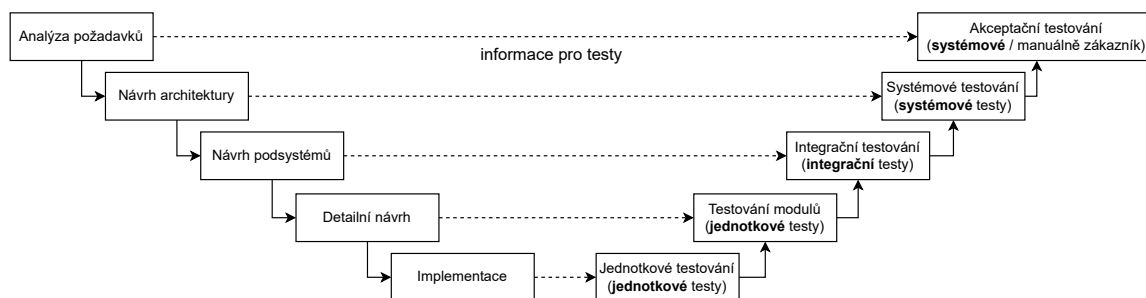 Analýza požadavků
informace pro testy
Akceptační testování
(systémové / manuálně zákazník)
Návrh architektury
Systémové testování
(systémové testy)
Návrh podsystémů
Integrační testování
(integrační testy)
Detailní návrh
Testování modulů
(jednotkové testy)
Implementace
Jednotkové testování
(jednotkové testy)